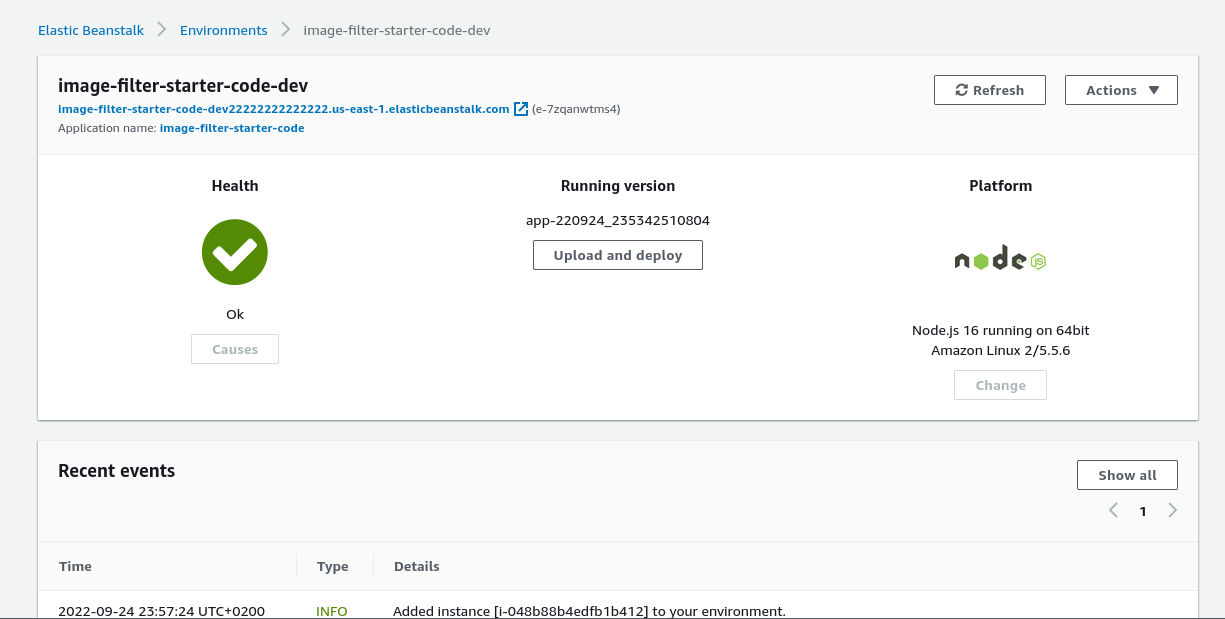 Elastic Beanstalk > Environments > image-filter-starter-code-dev
image-filter-starter-code-dev
Refresh
Actions
image-filter-starter-code-dev22222222222222.us-east-1.elasticbeanstalk.com (e-7zqanwtms4)
Application name: image-filter-starter-code
Health
Running version
Platform
app-220924_235342510804
Upload and deploy
node JS
Ok
Node.js 16 running on 64bit
Amazon Linux 2/5.5.6
Causes
Change
Recent events
Show all
1
Time Type Details
2022-09-24 23:57:24 UTC+0200 INFO Added instance [i-048b88b4edfb1b412] to your environment.